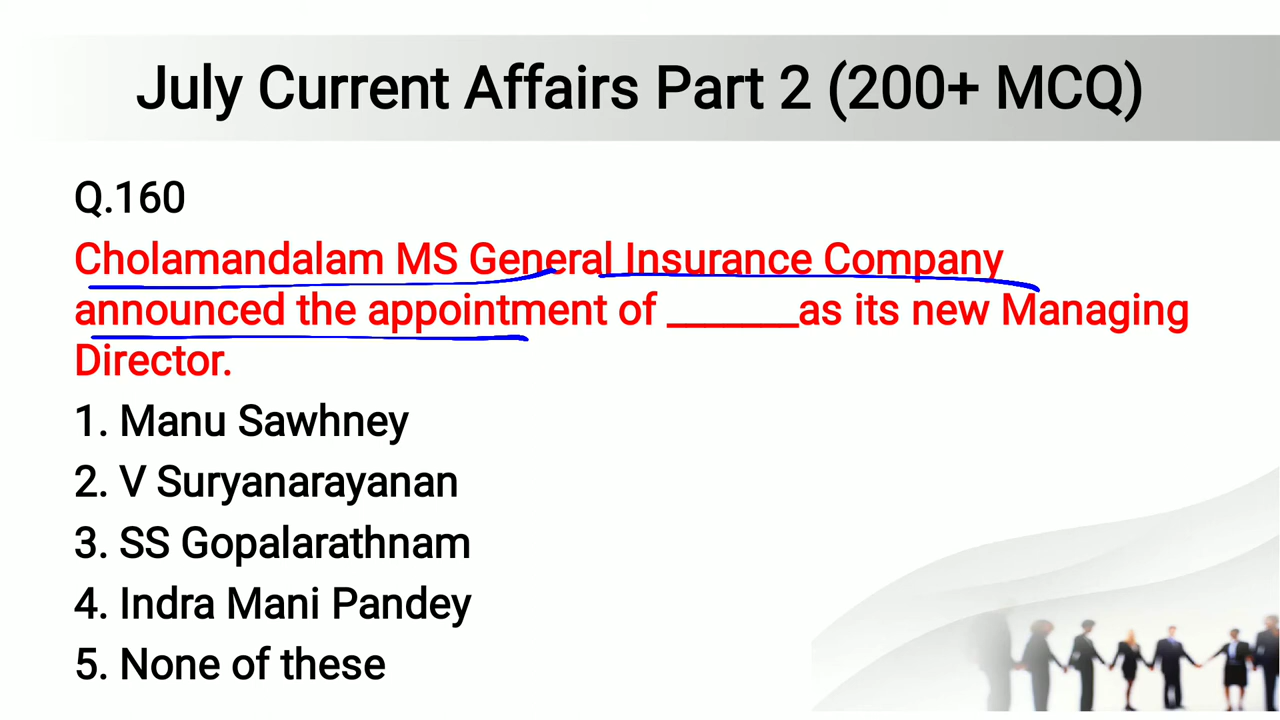 July Current Affairs Part 2 (200+ MCQ)
Q.160
Cholamandalam MS General Insurance Company
announced the appointment of _______as its new Managing
Director.
1. Manu Sawhney
2. V Suryanarayanan
3. SS Gopalarathnam
4. Indra Mani Pandey
5. None of these